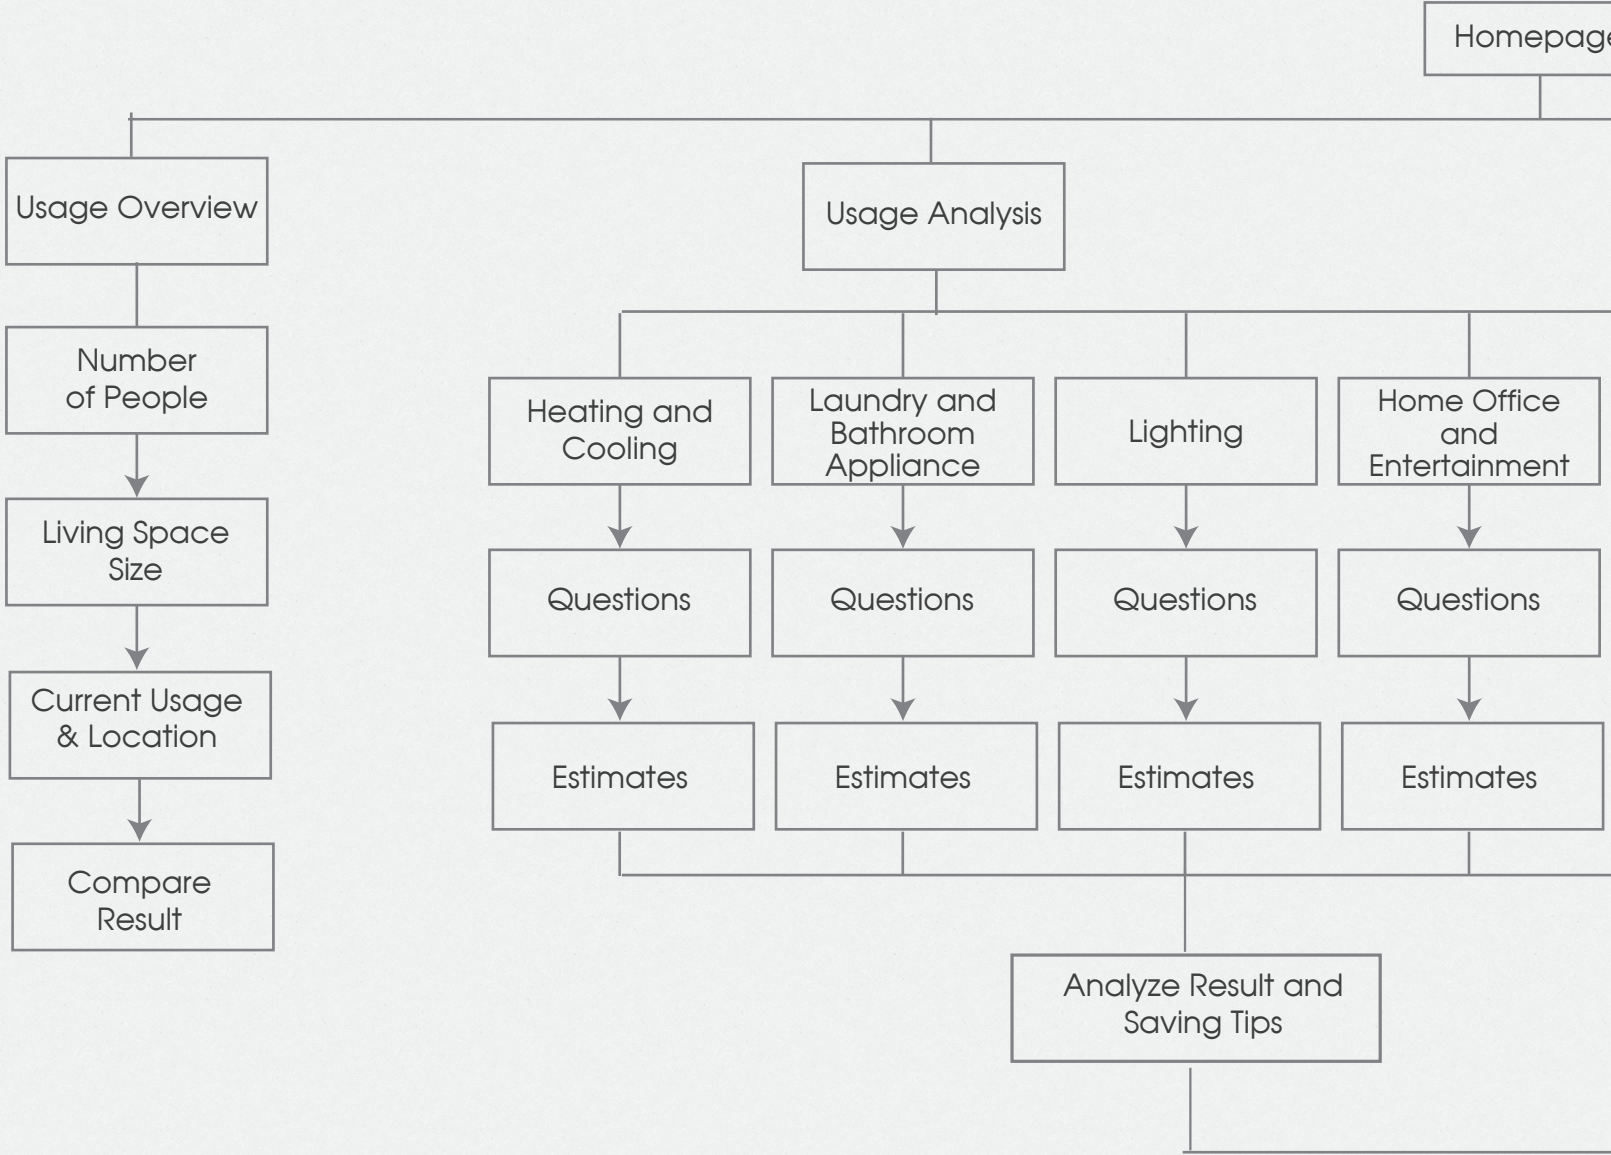 Homepage
Usage Overview
Usage Analysis
Number
of People
Living Space
Size
Current Usage
& Location
Compare
Result
Heating and
Cooling
Laundry and
Bathroom
Appliance
Lighting
Home Office
and
Entertainment
Questions
Questions
Questions
Questions
Estimates
Estimates
Estimates
Estimates
Analyze Result and
Saving Tips